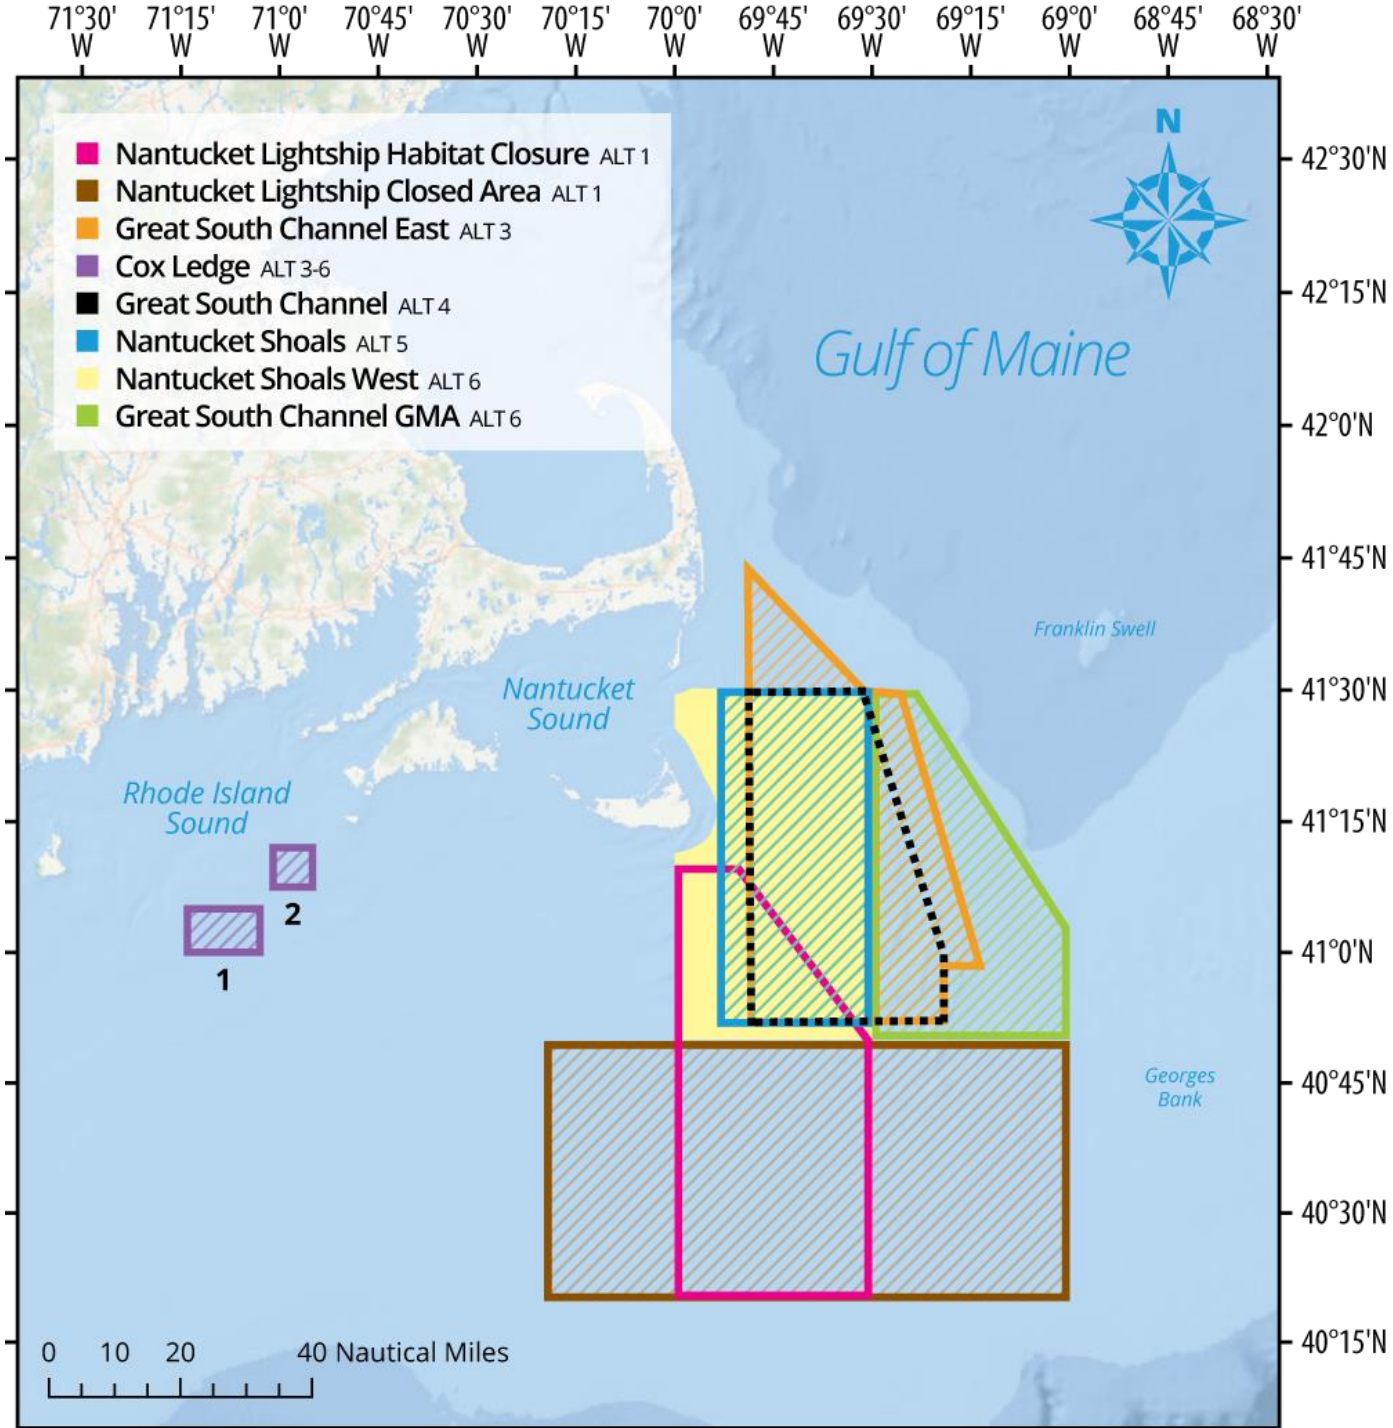 71°30' 71°15' 71°0' 70°45' 70°30' 70°15' 70°0' 69°45' 69°30' 69°15' 69°0' 68°45' 68°30'
W W W W W W W W W W W W W
N
Nantucket Lightship Habitat Closure ALT 1
Nantucket Lightship Closed Area ALT 1
Great South Channel East ALT 3
Cox Ledge ALT 3-6
Great South Channel ALT 4
Nantucket Shoals ALT 5
Nantucket Shoals West ALT 6
Great South Channel GMA ALT 6
42°30'N
42°15'N
42°0'N
41°45'N
41°30'N
41°15'N
41°0'N
40°45'N
40°30'N
40°15'N
Gulf of Maine
Franklin Swell
Nantucket
Sound
Rhode Island
Sound
2
1
Georges
Bank
0 10 20 40 Nautical Miles